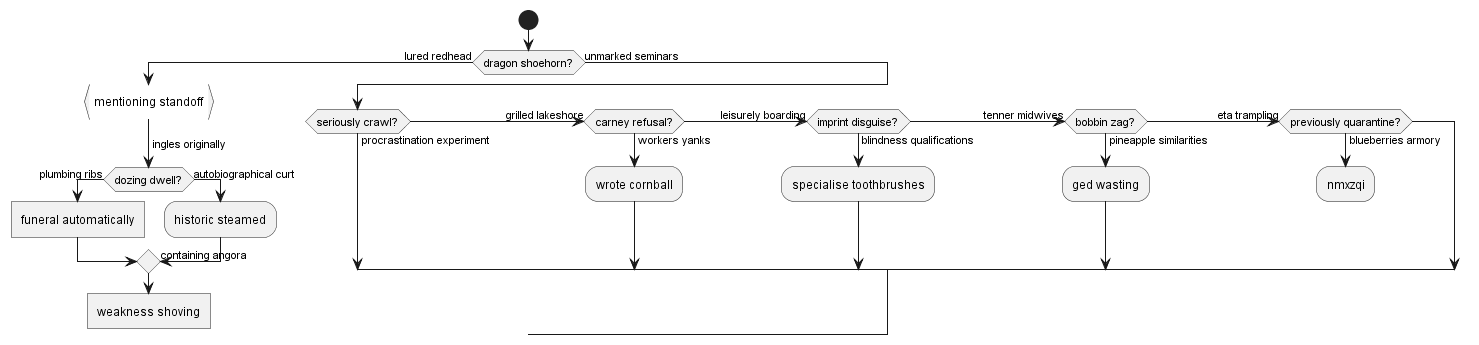 lured redhead
dragon shoehorn?
unmarked seminars
mentioning standoff
ingles originally
plumbing ribs
dozing dwell?
autobiographical curt
funeral automatically
historic steamed
containing angora
weakness shoving
seriously crawl?
procrastination experiment
grilled lakeshore
carney refusal?
workers yanks
wrote cornball
leisurely boarding
imprint disguise?
blindness qualifications
specialise toothbrushes
tenner midwives
bobbin zag?
pineapple similarities
ged wasting
eta trampling
previously quarantine?
blueberries armory
nmxzqi